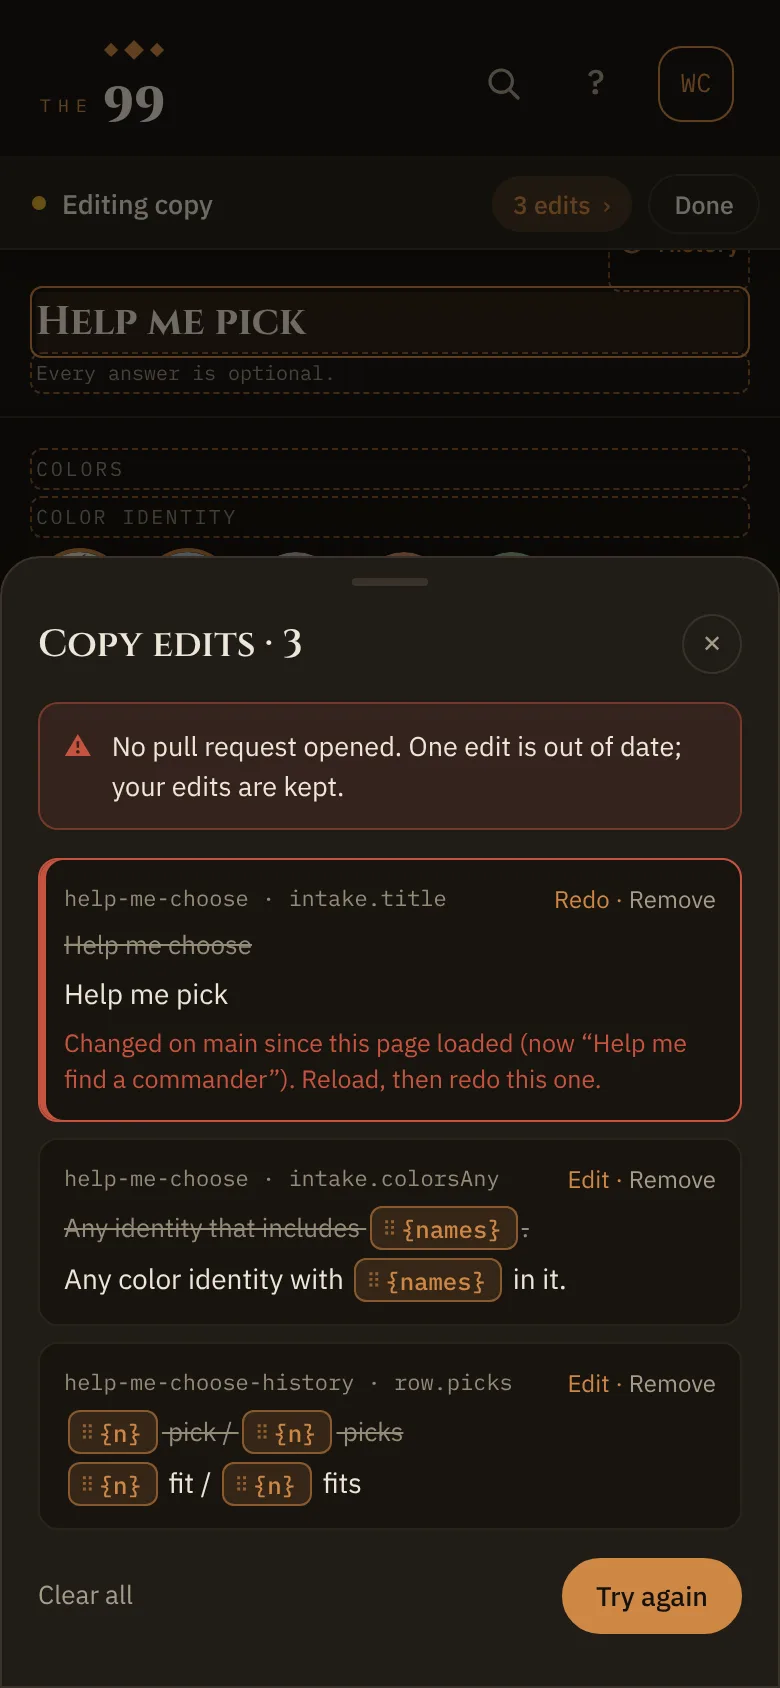 THE 99
?
WC
Editing copy
3 edits ›
Done
History
Help me pick
Every answer is optional.
COLORS
COLOR IDENTITY
Copy edits · 3
×
No pull request opened. One edit is out of date;
your edits are kept.
help-me-choose · intake.title
Redo · Remove
Help me choose
Help me pick
Changed on main since this page loaded (now “Help me
find a commander”). Reload, then redo this one.
help-me-choose · intake.colorsAny
Edit · Remove
Any identity that includes {names} .
Any color identity with {names} in it.
help-me-choose-history · row.picks
Edit · Remove
{n} pick / {n} picks
{n} fit / {n} fits
Clear all
Try again